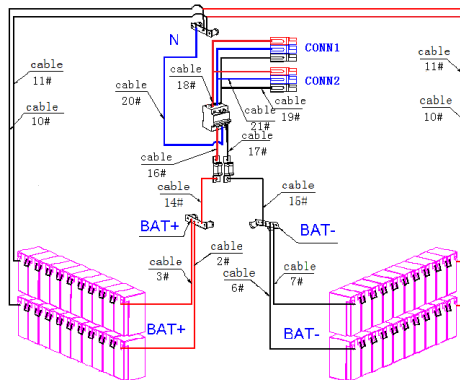 N
CONN1
cable
11#
cable
10#
cable
20#
cable
18#
CONN2
cable
19#
cable
21#
cable
17#
cable
16#
cable
11#
cable
10#
cable
14#
cable
15#
BAT+
BAT-
cable
3#
cable
2#
cable
6#
cable
7#
BAT+
BAT-